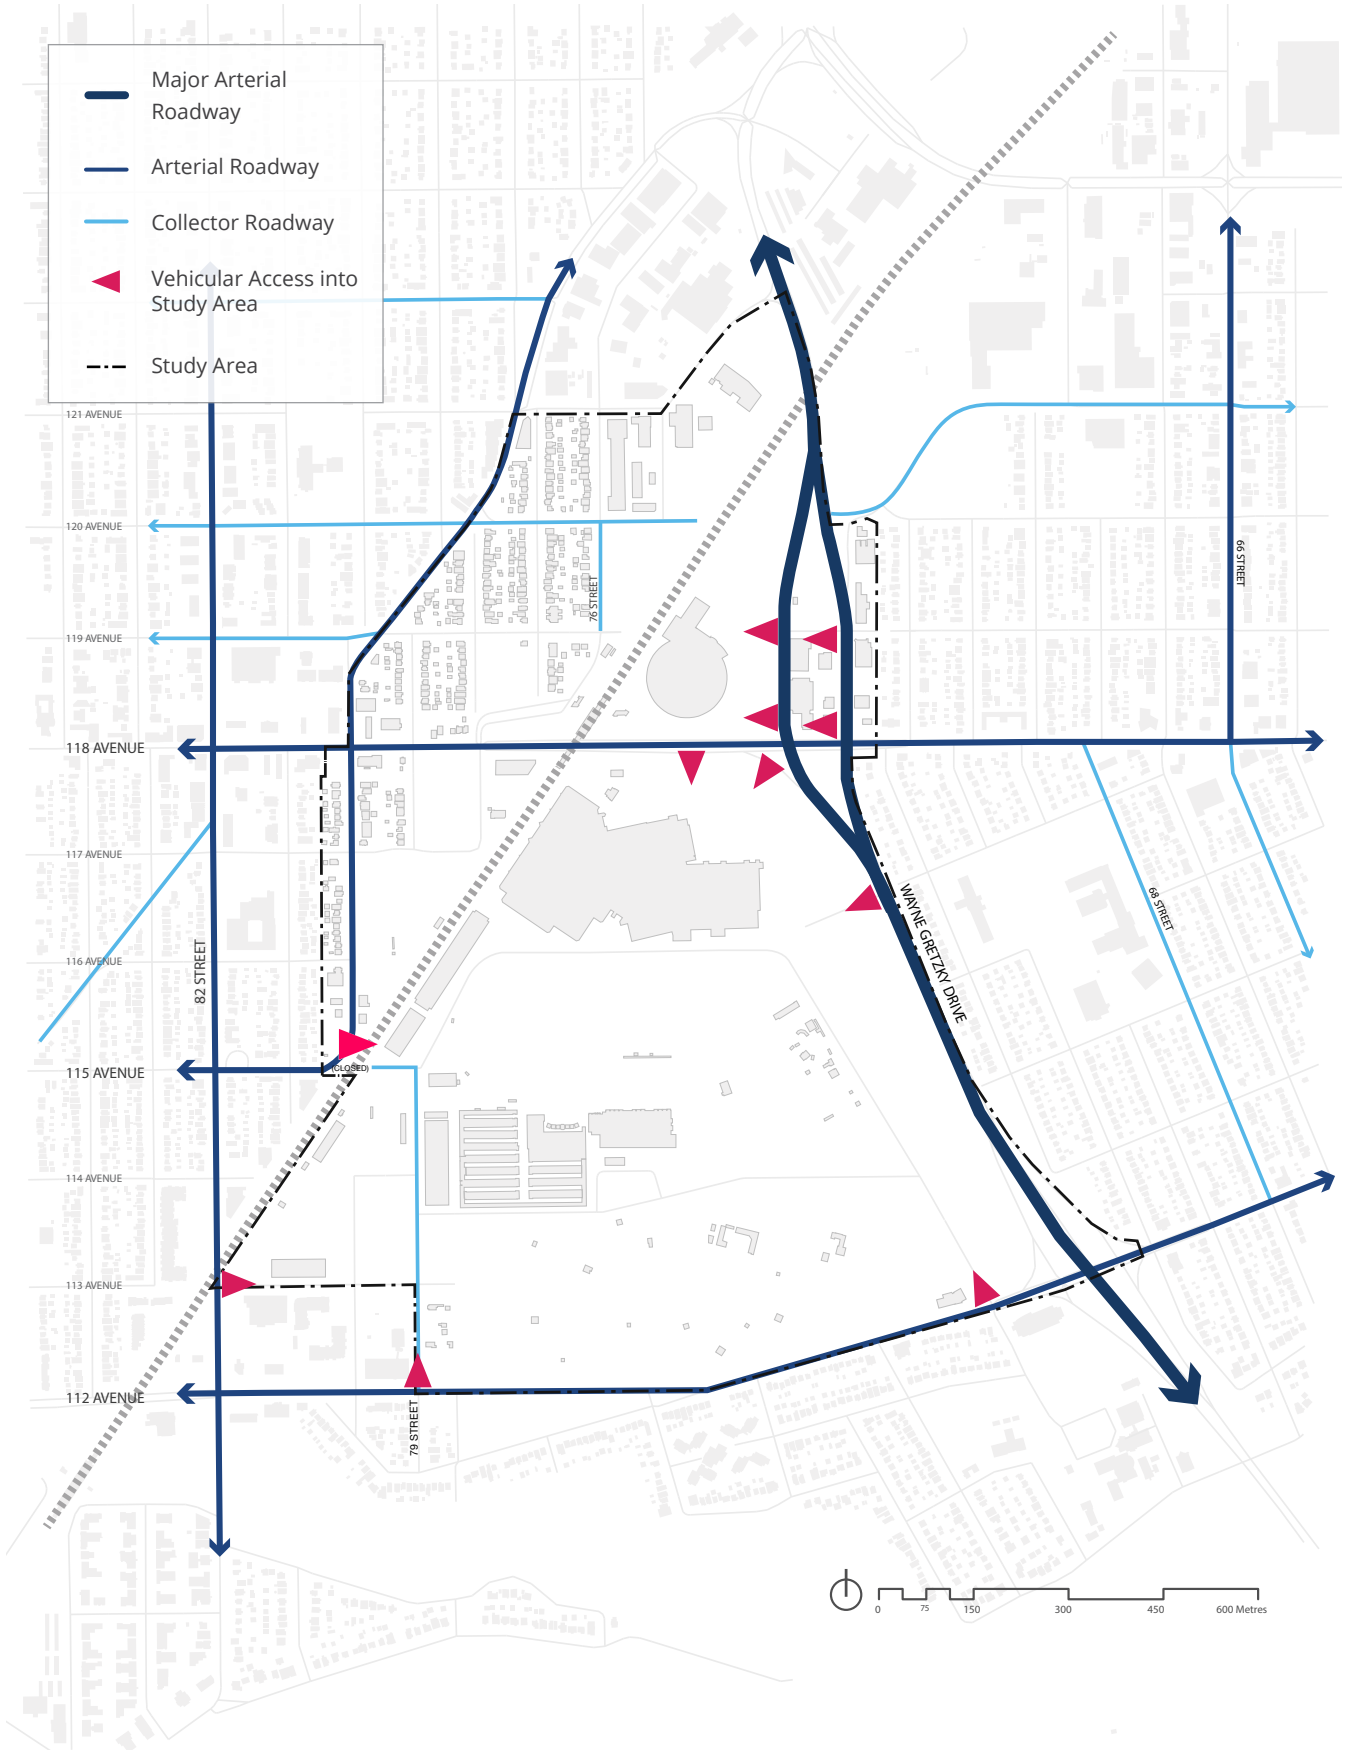 Major Arterial
Roadway
Arterial Roadway
Collector Roadway
Vehicular Access into
Study Area
Study Area
121 AVENUE
120 AVENUE
66 STREET
76 STREET
119 AVENUE
118 AVENUE
117 AVENUE
68 STREET
WAYNE GRETZKY DRIVE
116 AVENUE
82 STREET
115 AVENUE
(CLOSED)
114 AVENUE
113 AVENUE
112 AVENUE
79 STREET
0 75 150 300 450 600 Metres